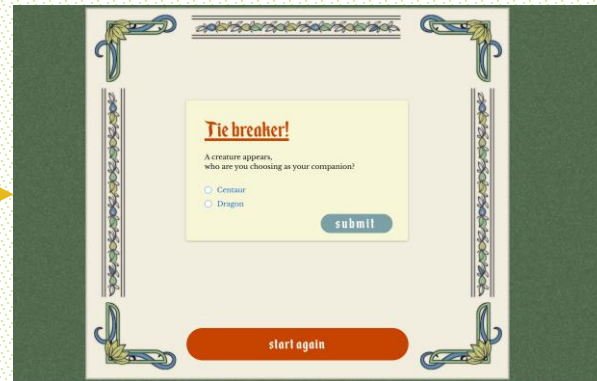 Tie breaker!
A creature appears,
who are you choosing as your companion?
Centaur
Dragon
submit
start again